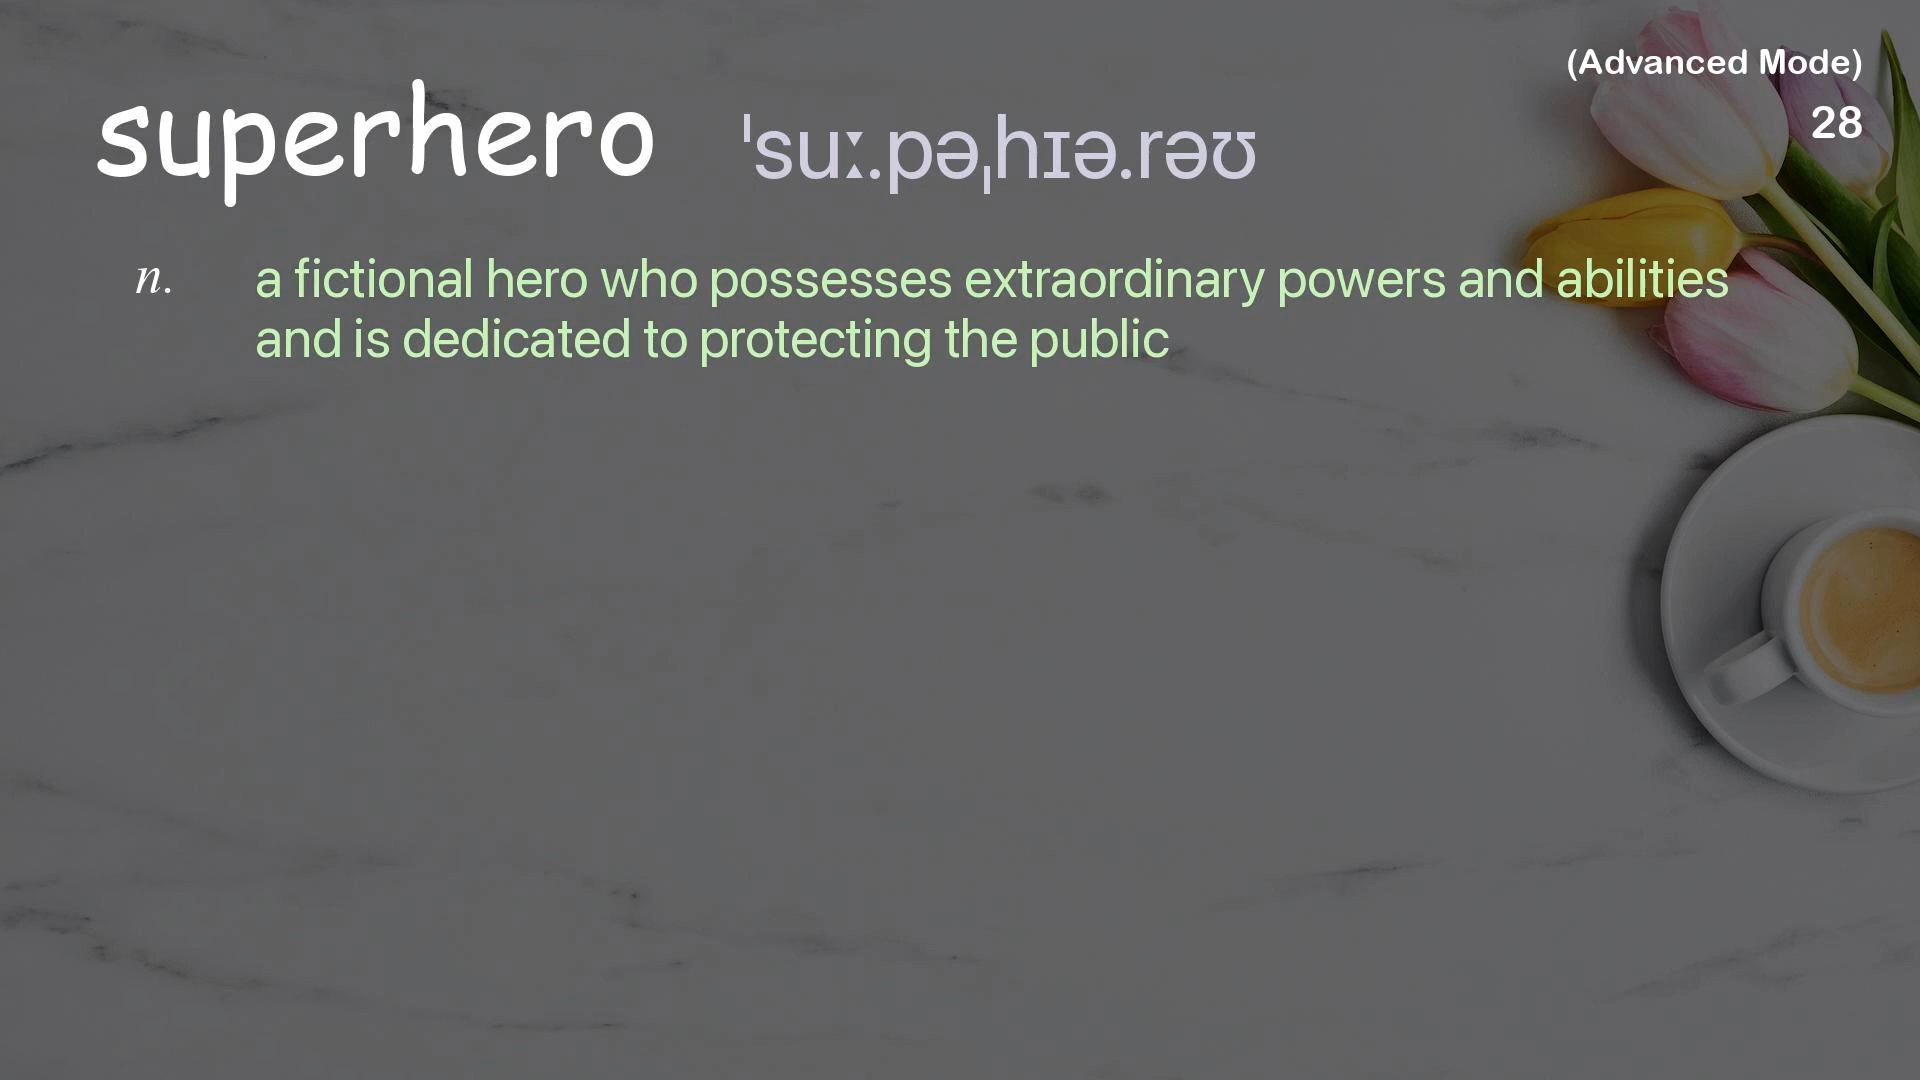 (Advanced Mode)
superhero ˈsuː.pəˌhɪə.rəʊ
28
n. a fictional hero who possesses extraordinary powers and abilities
and is dedicated to protecting the public